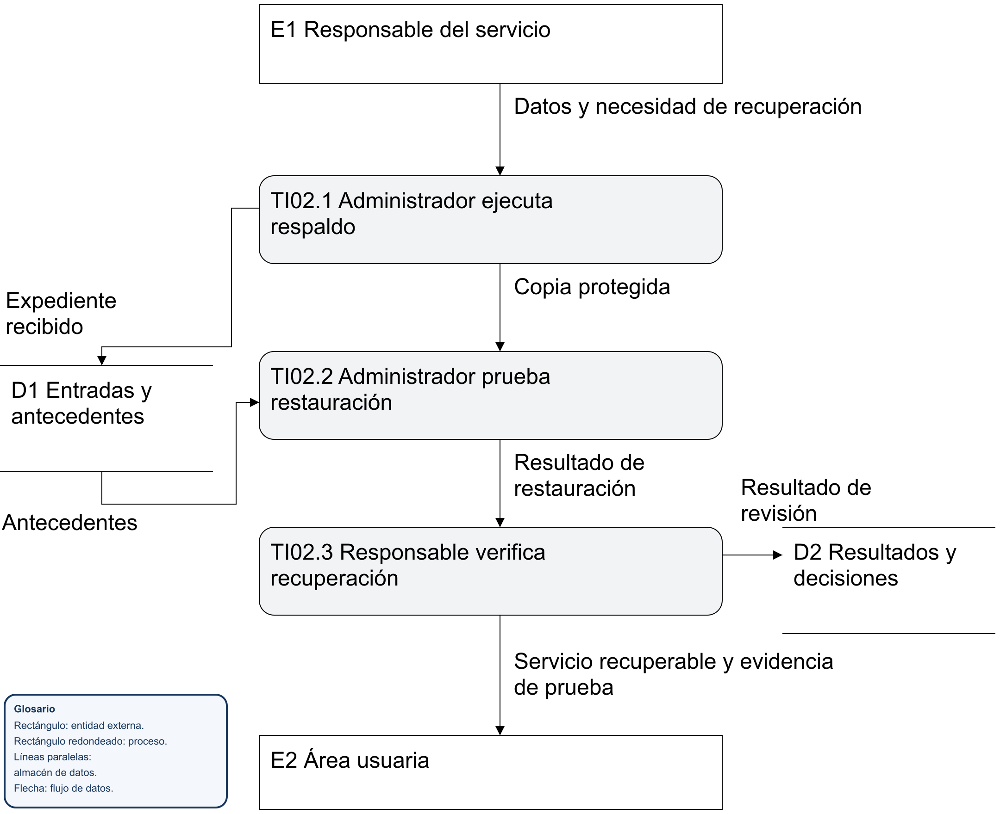 E1 Responsable del servicio
Datos y necesidad de recuperación
TI02.1 Administrador ejecuta
respaldo
Copia protegida
Expediente
recibido
D1 Entradas y
antecedentes
TI02.2 Administrador prueba
restauración
Antecedentes
Resultado de
restauración
Resultado de
revisión
TI02.3 Responsable verifica
recuperación
D2 Resultados y
decisiones
Servicio recuperable y evidencia
de prueba
Glosario
Rectángulo: entidad externa.
Rectángulo redondeado: proceso.
Líneas paralelas:
almacén de datos.
Flecha: flujo de datos.
E2 Área usuaria